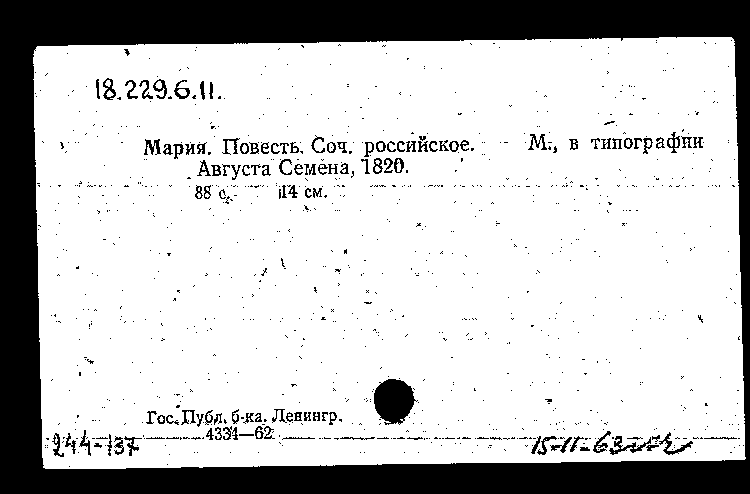 18.229.6.11.
Мария. Повесть. Соч. российское. М., в типографии
Августа Семена, 1820.
88 с. 14 см.
Гос. Публ. б-ка. Ленингр.
4334—62
244-137
15-11-63